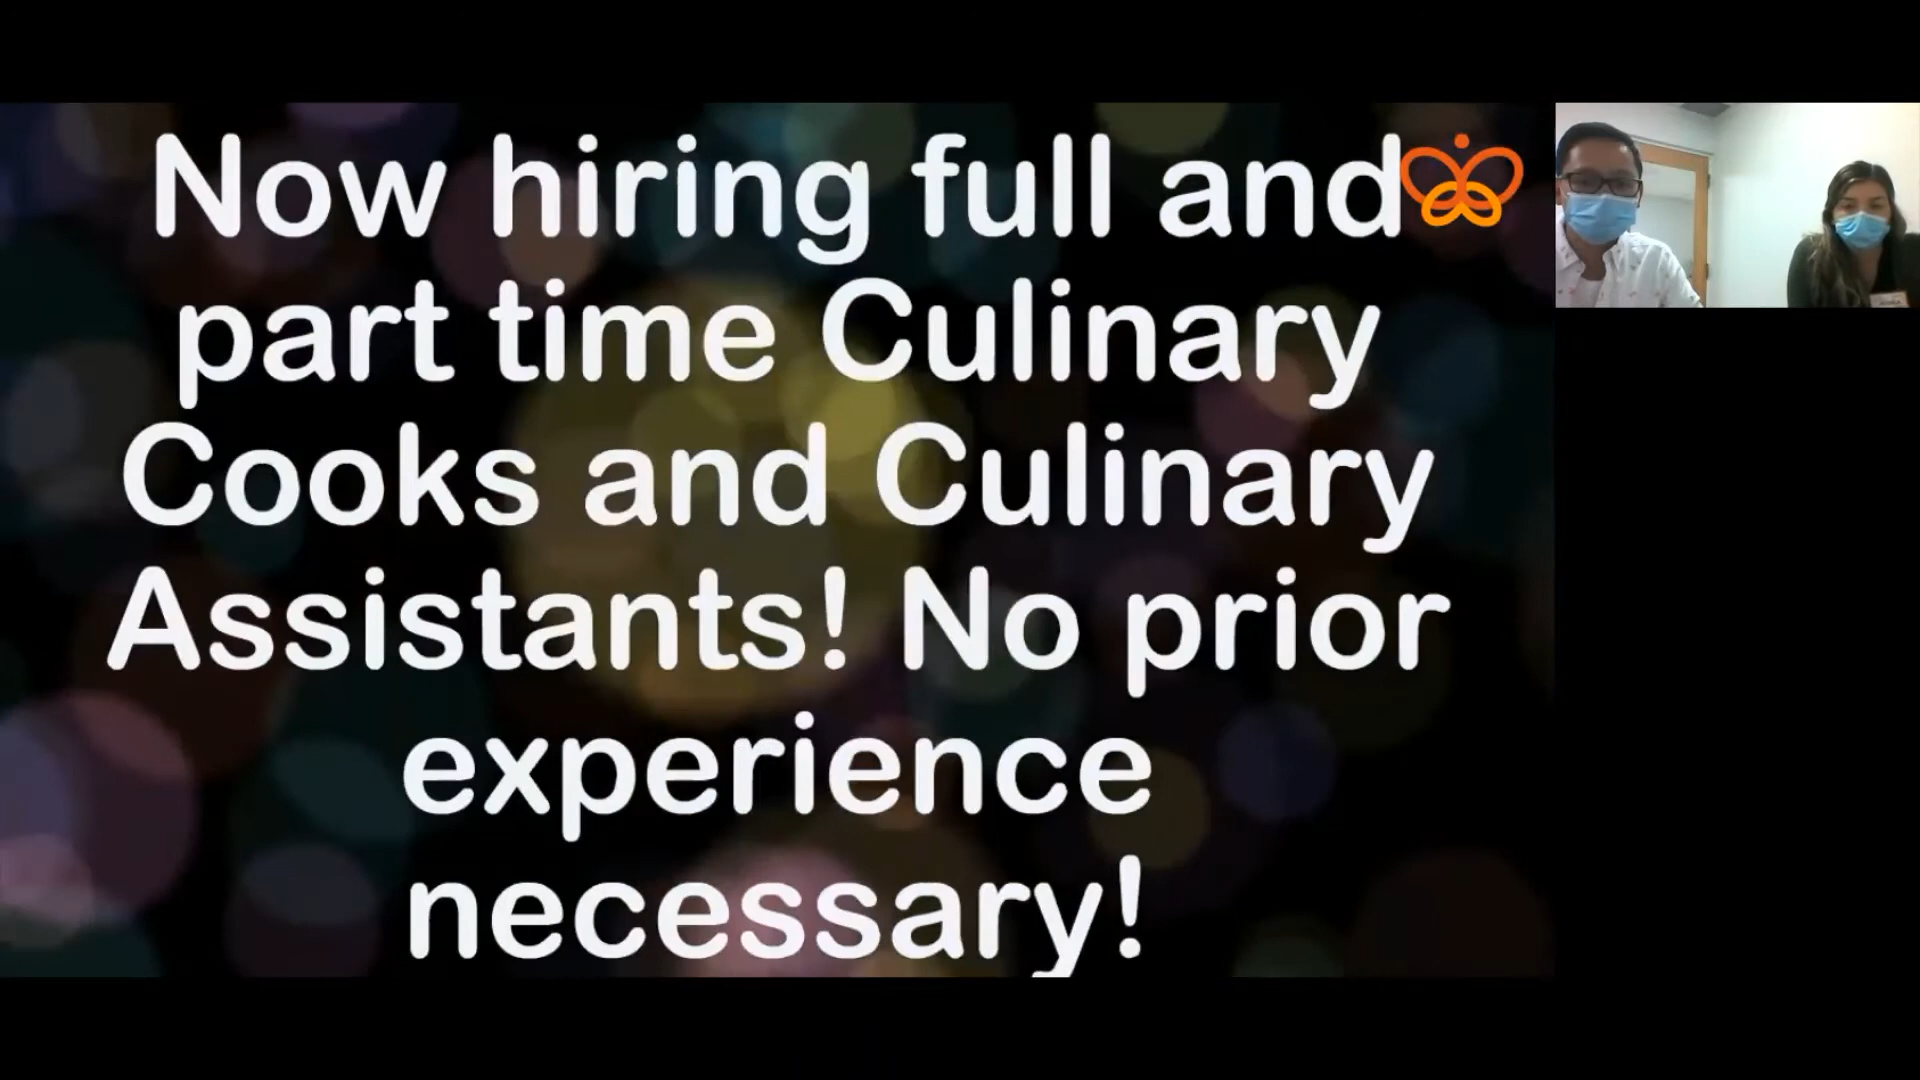 Now hiring full and
part time Culinary
Cooks and Culinary
Assistants! No prior
experience
necessary!